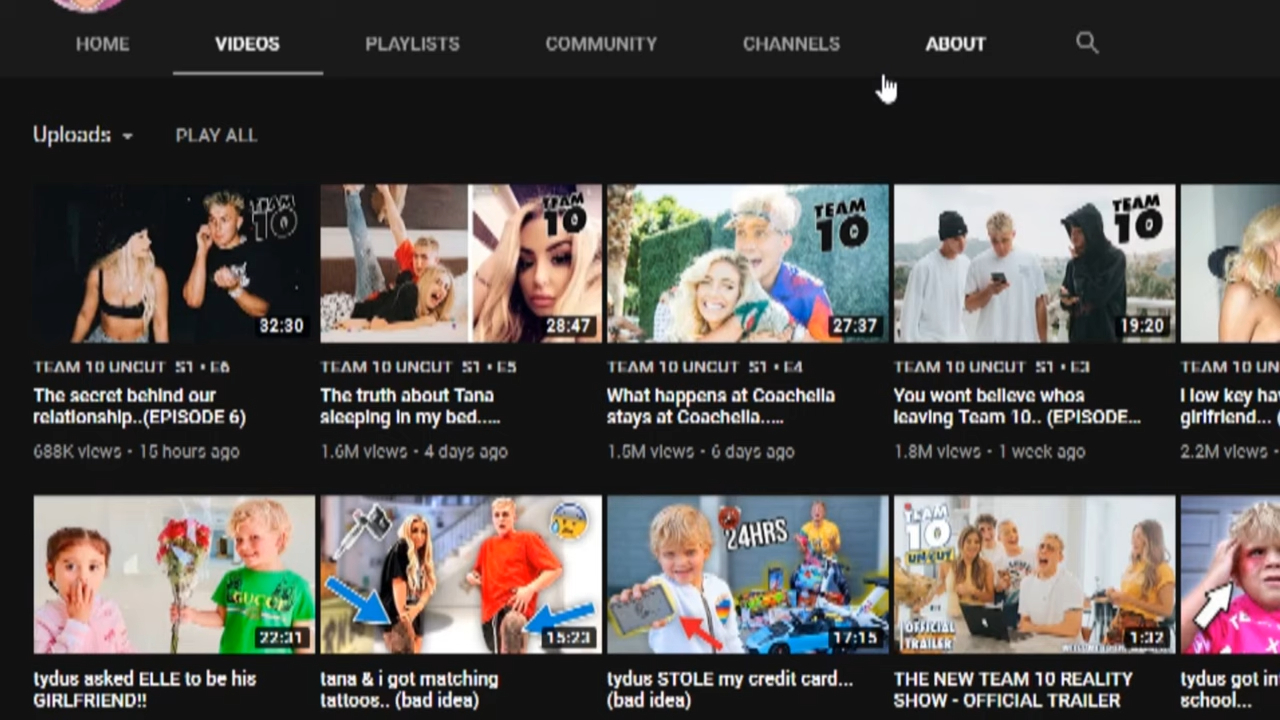 HOME VIDEOS PLAYLISTS COMMUNITY CHANNELS ABOUT
Uploads PLAY ALL
TEAM 10 TEAM 10 TEAM 10 TEAM 10
32:30 28:47 27:37 19:20
TEAM 10 UNCUT S1 • E6 TEAM 10 UNCUT S1 • E5 TEAM 10 UNCUT S1 • E4 TEAM 10 UNCUT S1 • E3 TEAM 10 UN
The secret behind our The truth about Tana What happens at Coachella You wont believe whos I low key ha
relationship..(EPISODE 6) sleeping in my bed..... stays at Coachella..... leaving Team 10.. (EPISODE... girlfriend... (
688K views • 15 hours ago 1.6M views • 4 days ago 1.5M views • 6 days ago 1.8M views • 1 week ago 2.2M views •
GUCCI 24HRS TEAM 10 UNCUT
OFFICIAL TRAILER
22:31 15:23 17:15 1:32
tydus asked ELLE to be his tana & i got matching tydus STOLE my credit card... THE NEW TEAM 10 REALITY tydus got in
GIRLFRIEND!! tattoos.. (bad idea) (bad idea) SHOW - OFFICIAL TRAILER school...